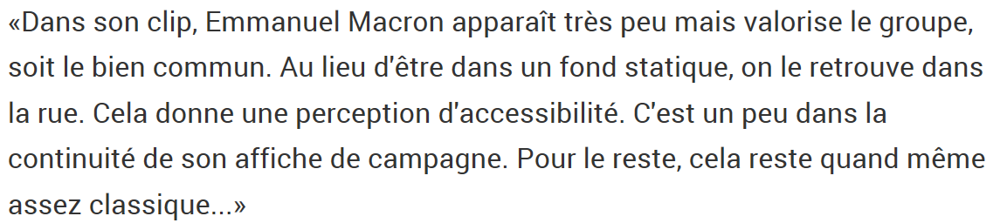 «Dans son clip, Emmanuel Macron apparaît très peu mais valorise le groupe,
soit le bien commun. Au lieu d'être dans un fond statique, on le retrouve dans
la rue. Cela donne une perception d'accessibilité. C'est un peu dans la
continuité de son affiche de campagne. Pour le reste, cela reste quand même
assez classique...»